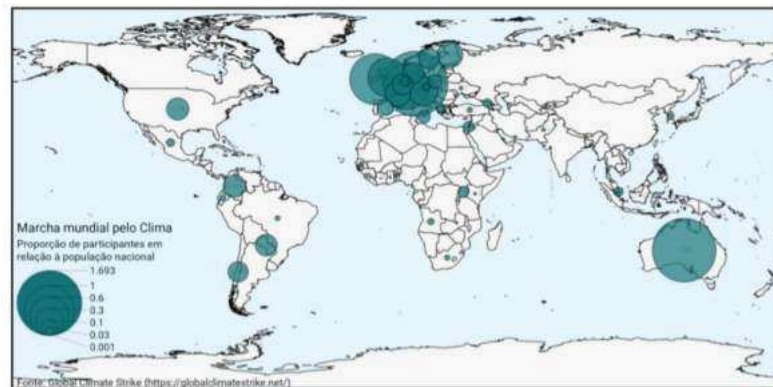 Marcha mundial pelo Clima
Proporção de participantes em
relação à população nacional
1.693
1
0.6
0.3
0.1
0.03
0.001
Fonte: Global Climate Strike (https://globalclimatestrike.net/)